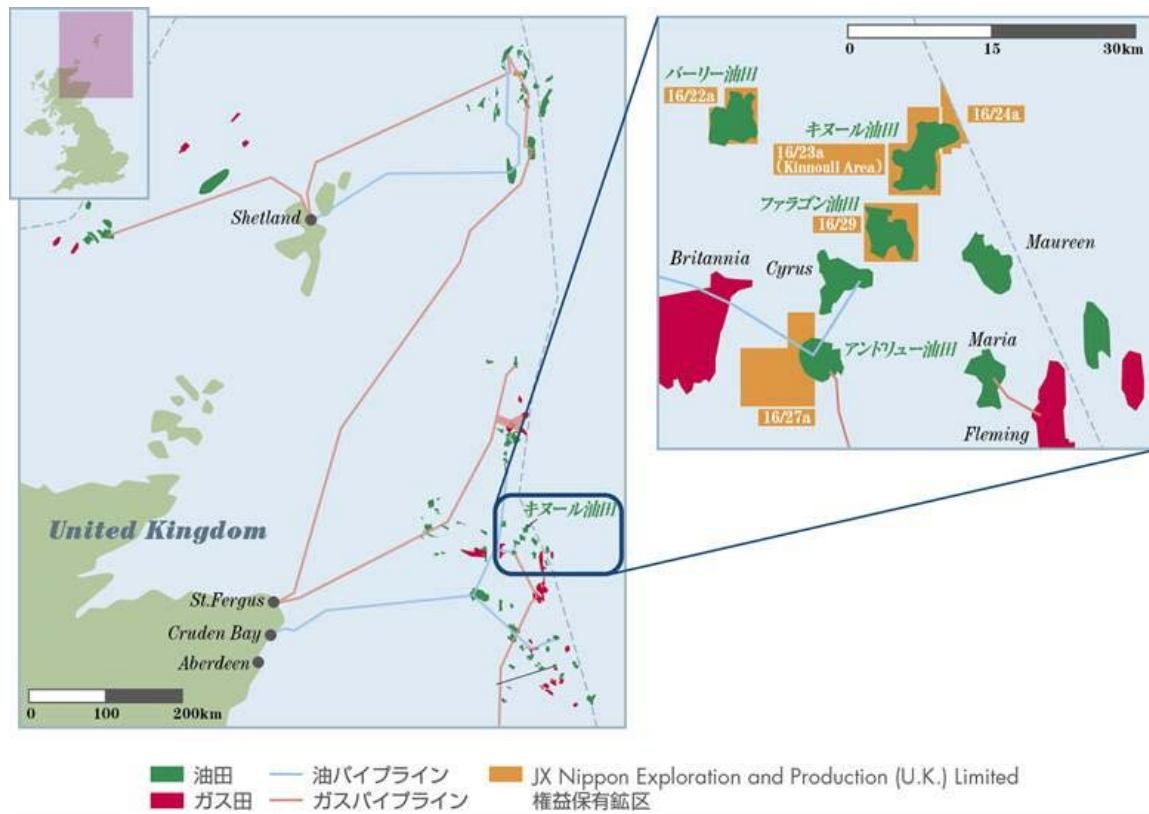 Shetland
United Kingdom
キヌール油田
St.Fergus
Cruden Bay
Aberdeen
0 100 200km
0 15 30km
バーリー油田
16/22a
キヌール油田
16/24a
16/23a
(Kinnoull Area)
ファラゴン油田
16/29
Maureen
Britannia
Cyrus
アンドリュー油田
Maria
16/27a
Fleming
油田
油パイプライン
JX Nippon Exploration and Production (U.K.) Limited
ガス田
ガスパイプライン
権益保有鉱区